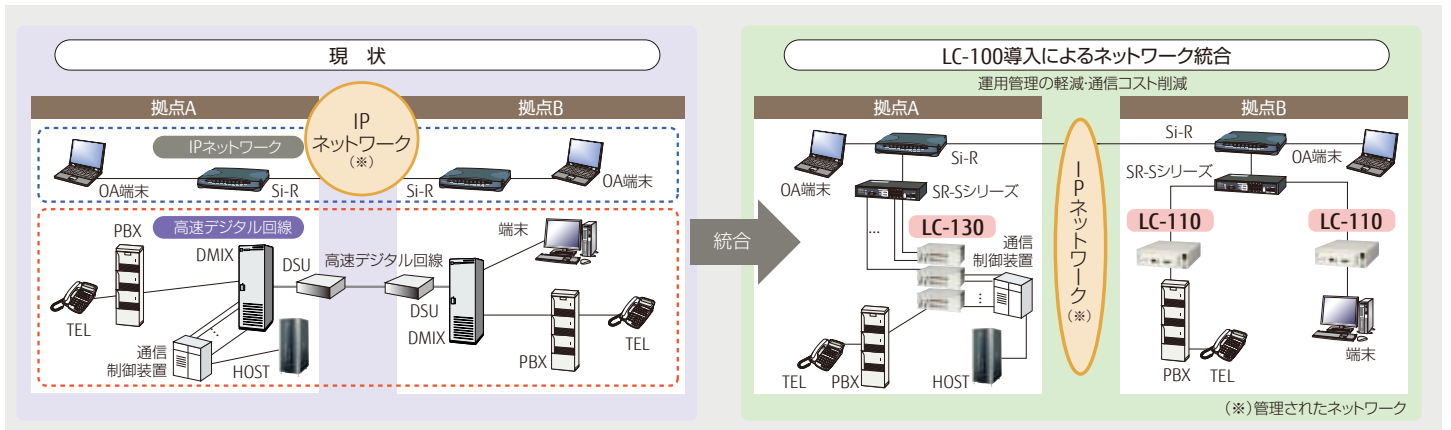 現状
拠点A
拠点B
IP
ネットワーク
(※)
IPネットワーク
OA端末
Si-R
Si-R
OA端末
高速デジタル回線
PBX
DMIX
DSU
高速デジタル回線
端末
TEL
DSU
DMIX
通信
制御装置
HOST
PBX
TEL
統合
LC-100導入によるネットワーク統合
運用管理の軽減・通信コスト削減
拠点A
拠点B
OA端末
Si-R
SR-Sシリーズ
…
LC-130
通信
制御装置
…
TEL
PBX
HOST
IPネットワーク
(※)
Si-R
OA端末
SR-Sシリーズ
LC-110
LC-110
PBX
TEL
端末
(※)管理されたネットワーク